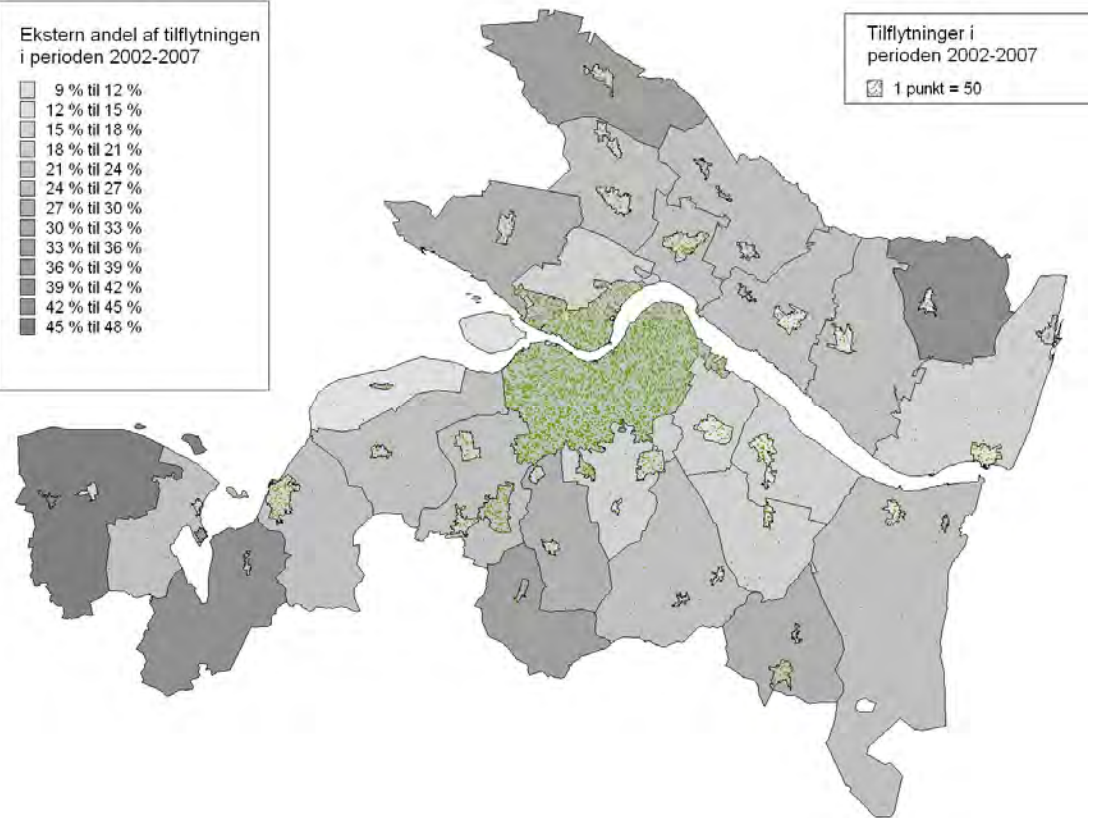 Ekstern andel af tilflytningen
i perioden 2002-2007
9 % til 12 %
12 % til 15 %
15 % til 18 %
18 % til 21 %
21 % til 24 %
24 % til 27 %
27 % til 30 %
30 % til 33 %
33 % til 36 %
36 % til 39 %
39 % til 42 %
42 % til 45 %
45 % til 48 %
Tilflytninger i
perioden 2002-2007
1 punkt = 50